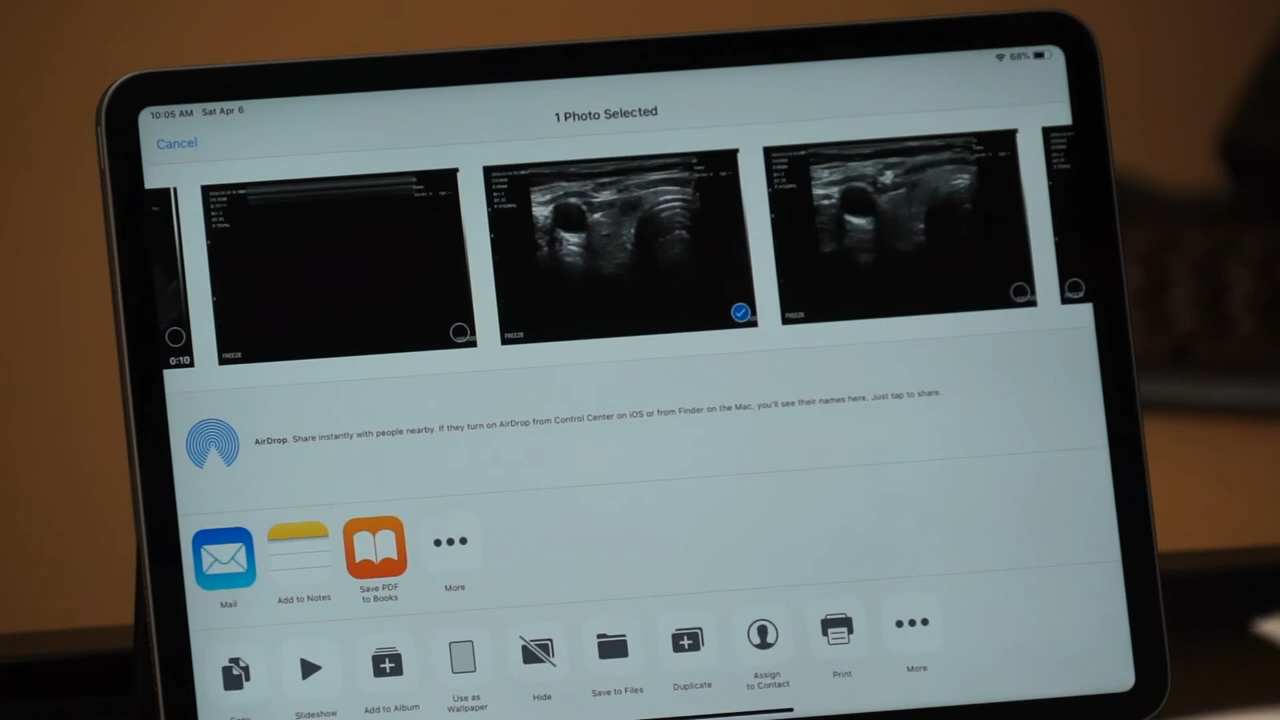 10:05 AM Sat Apr 6
68%
Cancel
1 Photo Selected
0:10
FREEZE
FREEZE
FREEZE
AirDrop. Share instantly with people nearby. If they turn on AirDrop from Control Center on iOS or from Finder on the Mac, you'll see their names here. Just tap to share.
Mail
Add to Notes
Save PDF
to Books
More
Copy
Slideshow
Add to Album
Use as
Wallpaper
Hide
Save to Files
Duplicate
Assign
to Contact
Print
More